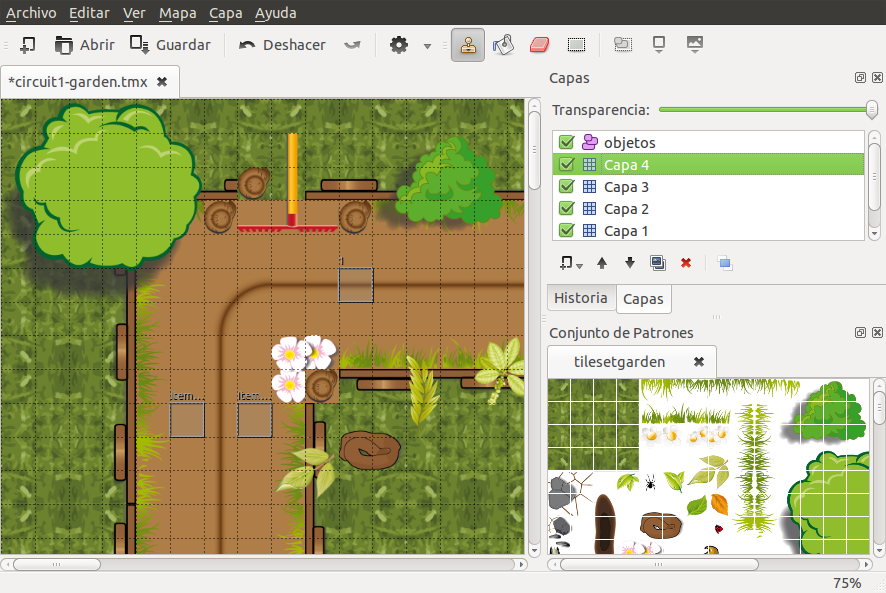 Archivo Editar Ver Mapa Capa Ayuda
Abrir Guardar Deshacer
*circuit1-garden.tmx
Capas
Transparencia:
objetos
Capa 4
Capa 3
Capa 2
Capa 1
Historia Capas
Conjunto de Patrones
tilesetgarden
Item... Item...
75%